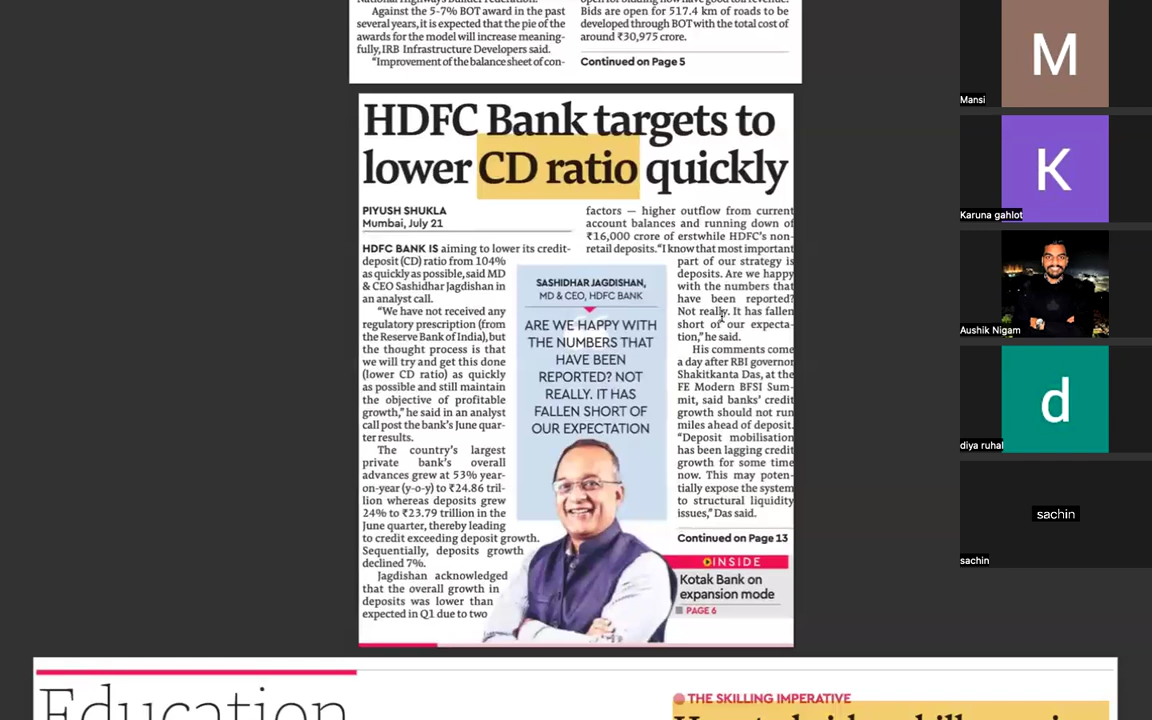 Against the 5-7% BOT award in the past
several years, it is expected that the pie of the
awards for the model will increase meaning-
fully, IRB Infrastructure Developers said.
"Improvement of the balance sheet of con-
Bids are open for 517.4 km of roads to be
developed through BOT with the total cost of
around ₹30,975 crore.
Continued on Page 5
HDFC Bank targets to
lower CD ratio quickly
PIYUSH SHUKLA
Mumbai, July 21
HDFC BANK IS aiming to lower its credit-
deposit (CD) ratio from 104%
as quickly as possible, said MD
& CEO Sashidhar Jagdishan in
an analyst call.
"We have not received any
regulatory prescription (from
the Reserve Bank of India), but
the thought process is that
we will try and get this done
(lower CD ratio) as quickly
as possible and still maintain
the objective of profitable
growth," he said in an analyst
call post the bank's June quar-
ter results.
The country's largest
private bank's overall
advances grew at 53% year-
on-year (y-o-y) to ₹24.86 tril-
lion whereas deposits grew
24% to ₹23.79 trillion in the
June quarter, thereby leading
to credit exceeding deposit growth.
Sequentially, deposits growth
declined 7%.
Jagdishan acknowledged
that the overall growth in
deposits was lower than
expected in Q1 due to two
factors — higher outflow from current
account balances and running down of
₹16,000 crore of erstwhile HDFC's non-
retail deposits. "I know that most important
part of our strategy is
deposits. Are we happy
with the numbers that
have been reported?
Not really. It has fallen
short of our expecta-
tion," he said.
His comments come
a day after RBI governor
Shakitkanta Das, at the
FE Modern BFSI Sum-
mit, said banks' credit
growth should not run
miles ahead of deposit.
"Deposit mobilisation
has been lagging credit
growth for some time
now. This may poten-
tially expose the system
to structural liquidity
issues," Das said.
Continued on Page 13
SASHIDHAR JAGDISHAN,
MD & CEO, HDFC BANK
ARE WE HAPPY WITH
THE NUMBERS THAT
HAVE BEEN
REPORTED? NOT
REALLY. IT HAS
FALLEN SHORT OF
OUR EXPECTATION
INSIDE
Kotak Bank on
expansion mode
PAGE 6
Education
THE SKILLING IMPERATIVE
M
Mansi
K
Karuna gahlot
Aushik Nigam
d
diya ruhal
sachin
sachin